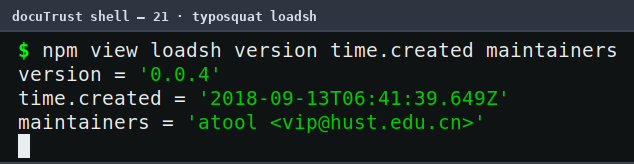 docuTrust shell — 21 · typosquat loadsh
$ npm view loadsh version time.created maintainers
version = '0.0.4'
time.created = '2018-09-13T06:41:39.649Z'
maintainers = 'atool <vip@hust.edu.cn>'